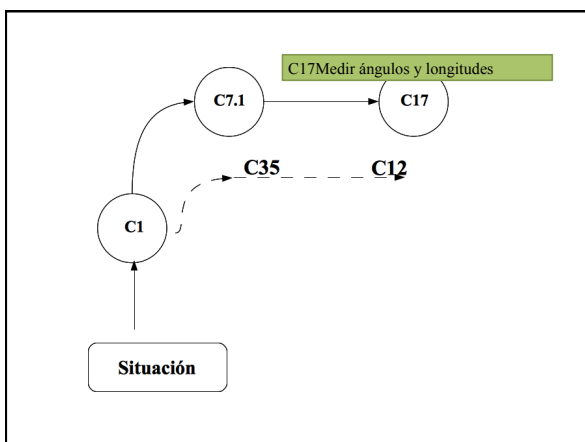 C17Medir ángulos y longitudes
C7.1
C17
C35
C12
C1
Situación